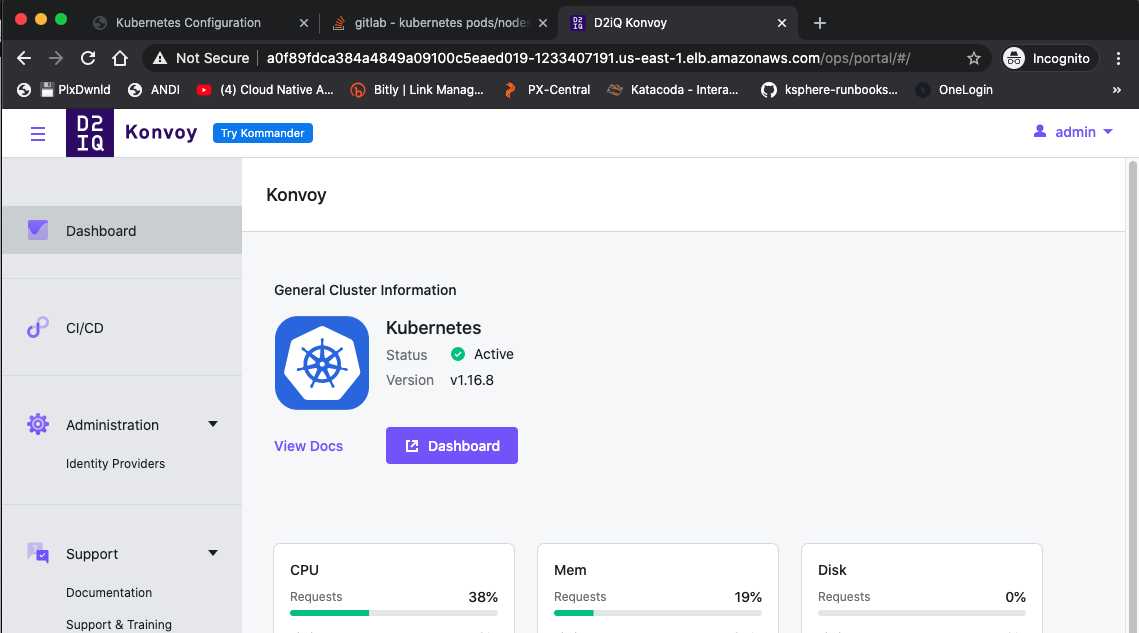 Kubernetes Configuration
gitlab - kubernetes pods/nodes
D2iQ Konvoy
Not Secure
a0f89fdca384a4849a09100c5eaed019-1233407191.us-east-1.elb.amazonaws.com/ops/portal/#/
Incognito
PlxDwnld
ANDI
(4) Cloud Native A...
Bitly | Link Manag...
PX-Central
Katacoda - Intera...
ksphere-runbooks...
OneLogin
»
D2
IQ
Konvoy
Try Kommander
admin
Dashboard
CI/CD
Administration
Identity Providers
Support
Documentation
Support & Training
Konvoy
General Cluster Information
Kubernetes
Status Active
Version v1.16.8
View Docs
Dashboard
CPU
Requests 38%
Mem
Requests 19%
Disk
Requests 0%